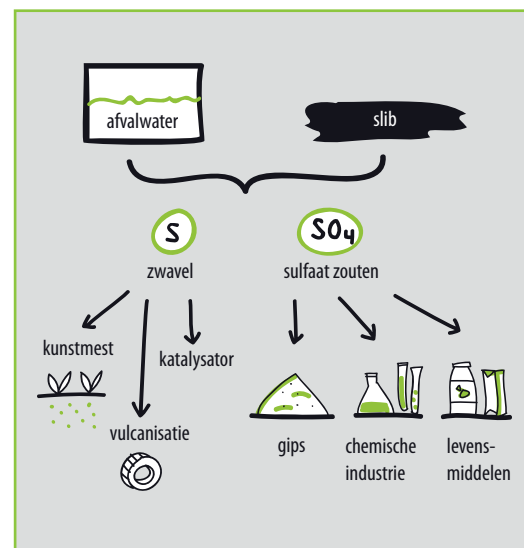 afvalwater
slib
S
SO₄
zwavel
sulfaat zouten
kunstmest
katalysator
vulcanisatie
gips
chemische
industrie
levens-
middelen